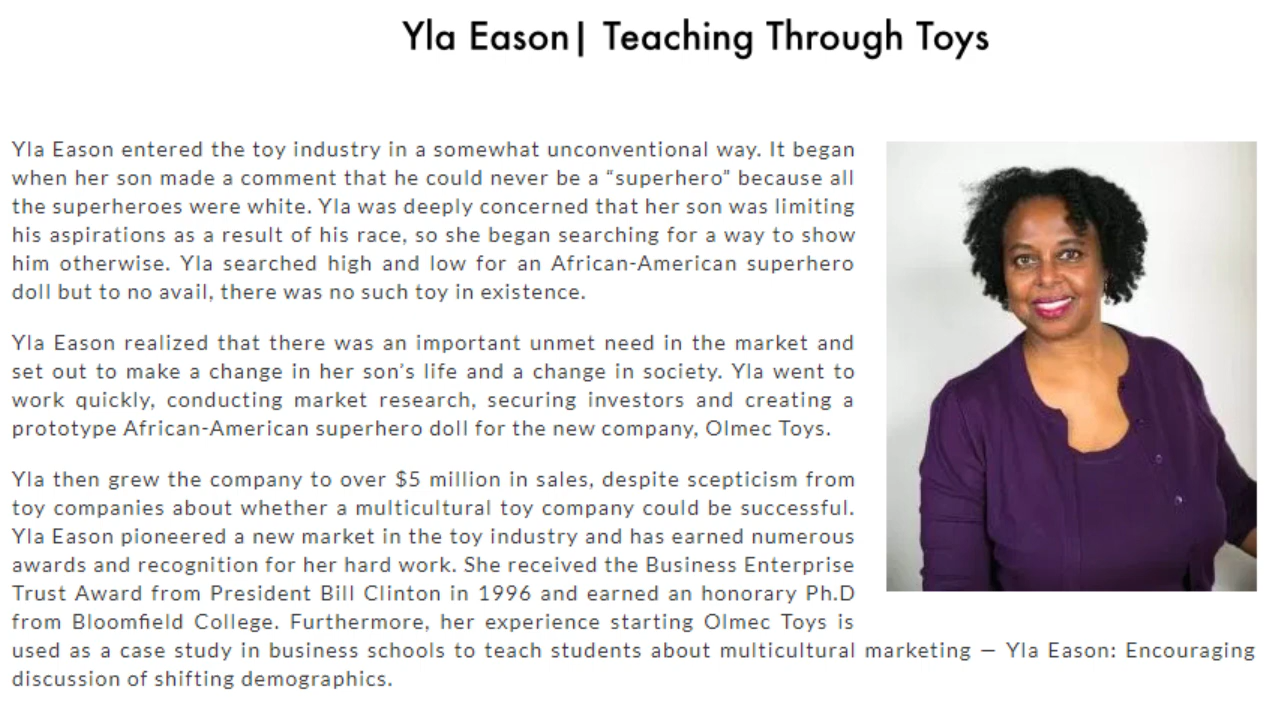 Yla Eason| Teaching Through Toys
Yla Eason entered the toy industry in a somewhat unconventional way. It began
when her son made a comment that he could never be a “superhero” because all
the superheroes were white. Yla was deeply concerned that her son was limiting
his aspirations as a result of his race, so she began searching for a way to show
him otherwise. Yla searched high and low for an African-American superhero
doll but to no avail, there was no such toy in existence.
Yla Eason realized that there was an important unmet need in the market and
set out to make a change in her son’s life and a change in society. Yla went to
work quickly, conducting market research, securing investors and creating a
prototype African-American superhero doll for the new company, Olmec Toys.
Yla then grew the company to over $5 million in sales, despite scepticism from
toy companies about whether a multicultural toy company could be successful.
Yla Eason pioneered a new market in the toy industry and has earned numerous
awards and recognition for her hard work. She received the Business Enterprise
Trust Award from President Bill Clinton in 1996 and earned an honorary Ph.D
from Bloomfield College. Furthermore, her experience starting Olmec Toys is
used as a case study in business schools to teach students about multicultural marketing – Yla Eason: Encouraging
discussion of shifting demographics.